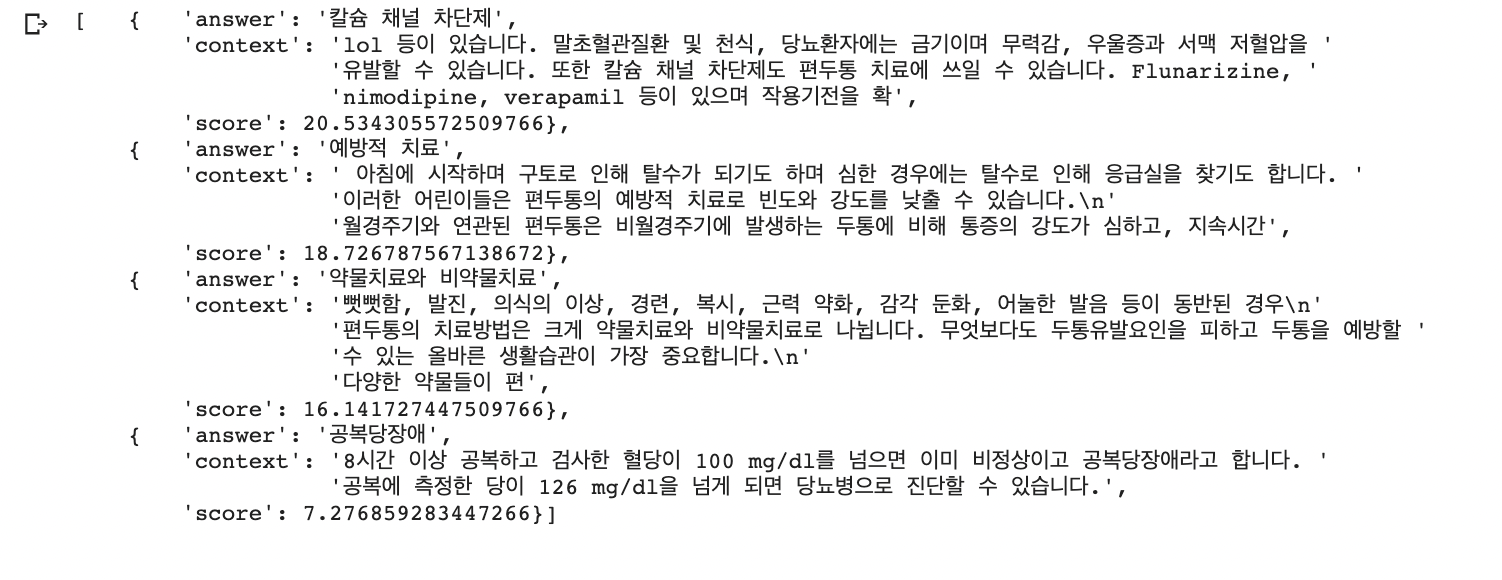 [ { 'answer': '칼슘 채널 차단제',
'context': 'lol 등이 있습니다. 말초혈관질환 및 천식, 당뇨환자에는 금기이며 무력감, 우울증과 서맥 저혈압을 '
'유발할 수 있습니다. 또한 칼슘 채널 차단제도 편두통 치료에 쓰일 수 있습니다. Flunarizine, '
'nimodipine, verapamil 등이 있으며 작용기전을 확',
'score': 20.534305572509766},
{ 'answer': '예방적 치료',
'context': ' 아침에 시작하며 구토로 인해 탈수가 되기도 하며 심한 경우에는 탈수로 인해 응급실을 찾기도 합니다. '
'이러한 어린이들은 편두통의 예방적 치료로 빈도와 강도를 낮출 수 있습니다.\n'
'월경주기와 연관된 편두통은 비월경주기에 발생하는 두통에 비해 통증의 강도가 심하고, 지속시간',
'score': 18.726787567138672},
{ 'answer': '약물치료와 비약물치료',
'context': '뻣뻣함, 발진, 의식의 이상, 경련, 복시, 근력 약화, 감각 둔화, 어눌한 발음 등이 동반된 경우\n'
'편두통의 치료방법은 크게 약물치료와 비약물치료로 나뉩니다. 무엇보다도 두통유발요인을 피하고 두통을 예방할 '
'수 있는 올바른 생활습관이 가장 중요합니다.\n'
'다양한 약물들이 편',
'score': 16.141727447509766},
{ 'answer': '공복당장애',
'context': '8시간 이상 공복하고 검사한 혈당이 100 mg/dl를 넘으면 이미 비정상이고 공복당장애라고 합니다. '
'공복에 측정한 당이 126 mg/dl을 넘게 되면 당뇨병으로 진단할 수 있습니다.',
'score': 7.276859283447266}]